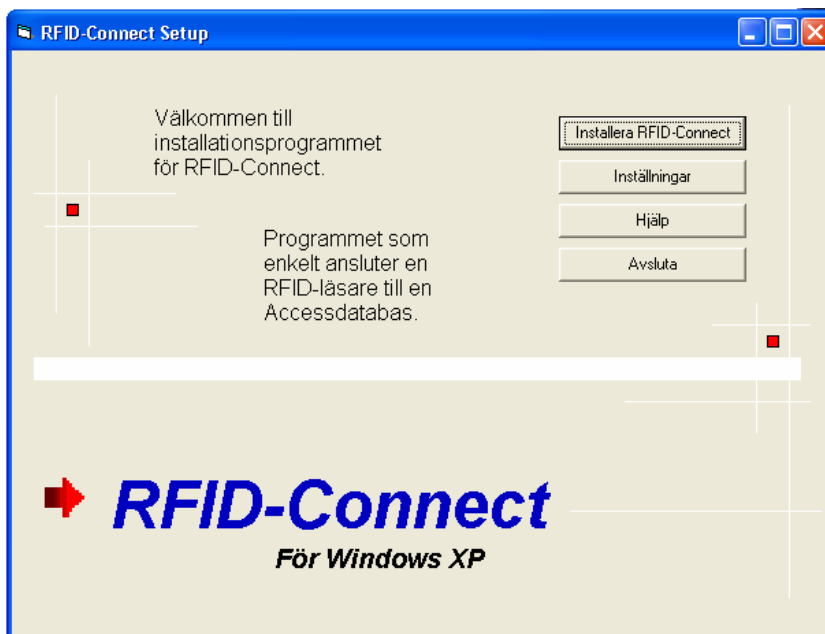 RFID-Connect Setup
Välkommen till
installationsprogrammet
för RFID-Connect.
Programmet som
enkelt ansluter en
RFID-läsare till en
Accessdatabas.
Installera RFID-Connect
Inställningar
Hjälp
Avsluta
RFID-Connect
För Windows XP